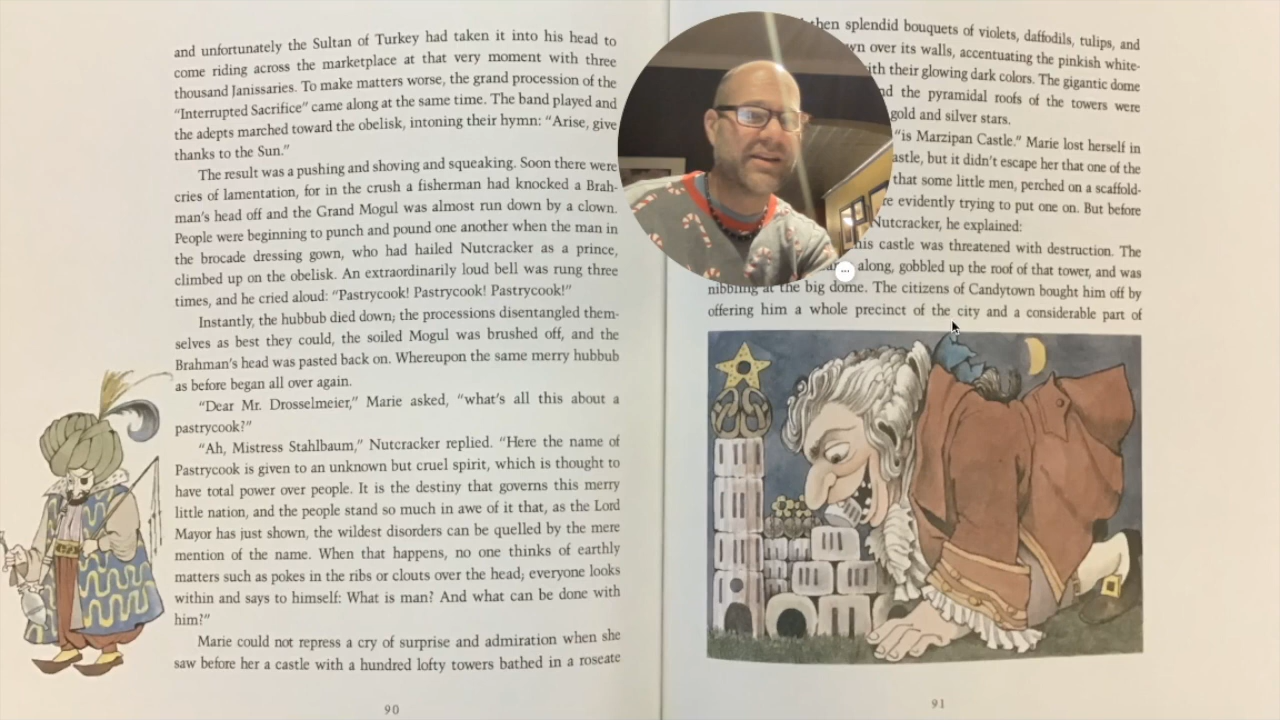 and unfortunately the Sultan of Turkey had taken it into his head to
come riding across the marketplace at that very moment with three
thousand Janissaries. To make matters worse, the grand procession of the
“Interrupted Sacrifice” came along at the same time. The band played and
the adepts marched toward the obelisk, intoning their hymn: “Arise, give
thanks to the Sun.”
The result was a pushing and shoving and squeaking. Soon there were
cries of lamentation, for in the crush a fisherman had knocked a Brah-
man’s head off and the Grand Mogul was almost run down by a clown.
People were beginning to punch and pound one another when the man in
the brocade dressing gown, who had hailed Nutcracker as a prince,
climbed up on the obelisk. An extraordinarily loud bell was rung three
times, and he cried aloud: “Pastrycook! Pastrycook! Pastrycook!”
Instantly, the hubbub died down; the processions disentangled them-
selves as best they could, the soiled Mogul was brushed off, and the
Brahman’s head was pasted back on. Whereupon the same merry hubbub
as before began all over again.
“Dear Mr. Drosselmeier,” Marie asked, “what’s all this about a
pastrycook?”
“Ah, Mistress Stahlbaum,” Nutcracker replied. “Here the name of
Pastrycook is given to an unknown but cruel spirit, which is thought to
have total power over people. It is the destiny that governs this merry
little nation, and the people stand so much in awe of it that, as the Lord
Mayor has just shown, the wildest disorders can be quelled by the mere
mention of the name. When that happens, no one thinks of earthly
matters such as pokes in the ribs or clouts over the head; everyone looks
within and says to himself: What is man? And what can be done with
him?”
Marie could not repress a cry of surprise and admiration when she
saw before her a castle with a hundred lofty towers bathed in a roseate
90
then splendid bouquets of violets, daffodils, tulips, and
over its walls, accentuating the pinkish white-
with their glowing dark colors. The gigantic dome
the pyramidal roofs of the towers were
gold and silver stars.
“is Marzipan Castle.” Marie lost herself in
but it didn’t escape her that one of the
that some little men, perched on a scaffold-
evidently trying to put one on. But before
Nutcracker, he explained:
his castle was threatened with destruction. The
along, gobbled up the roof of that tower, and was
nibbling at the big dome. The citizens of Candytown bought him off by
offering him a whole precinct of the city and a considerable part of
91